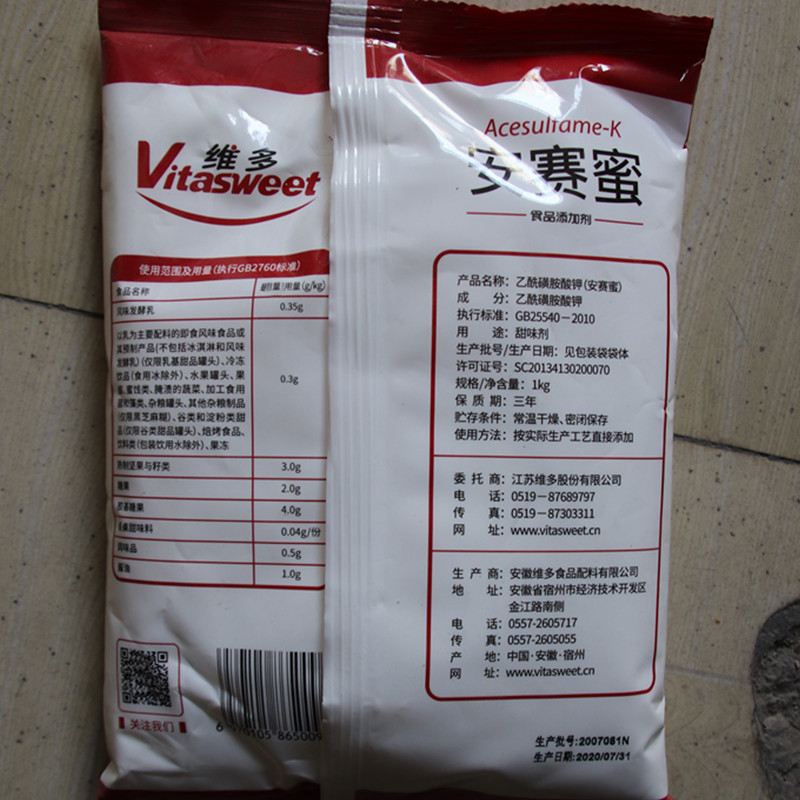 维多
Vitasweet
使用范围及用量(执行GB2760标准)
食品名称
用量(g/kg)
风味发酵乳 0.35g
以乳为主要配料的即食风味食品或
其预制产品(不包括冰淇淋和风味
发酵乳)(仅限乳基甜品罐头)、冷冻
饮品(食用冰除外)、水果罐头、果
酱、蜜饯类、腌渍的蔬菜、加工食用
菌和藻类、杂粮罐头、其他杂粮制品
(仅限黑芝麻糊)、谷类和淀粉类甜
品(仅限谷类甜品罐头)、焙烤食品、
饮料类(包装饮用水除外)、果冻
0.3g
熟制坚果与籽类 3.0g
糖果 2.0g
胶基糖果 4.0g
餐桌甜味料 0.04g/份
调味品 0.5g
酱油 1.0g
关注我们
Acesulfame-K
安赛蜜
食品添加剂
产品名称：乙酰磺胺酸钾(安赛蜜)
成 分：乙酰磺胺酸钾
执行标准：GB25540－2010
用 途：甜味剂
生产批号/生产日期：见包装袋袋体
许可证号：SC20134130200070
规格/净含量：1kg
保 质 期：三年
贮存条件：常温干燥、密闭保存
使用方法：按实际生产工艺直接添加
委 托 商：江苏维多股份有限公司
电 话：0519－87689797
传 真：0519－87303311
网 址：www.vitasweet.cn
生 产 商：安徽维多食品配料有限公司
地 址：安徽省宿州市经济技术开发区
金江路南侧
电 话：0557-2605717
传 真：0557-2605055
产 地：中国·安徽·宿州
网 址：www.vitasweet.cn
生产批号:2007061N
生产日期:2020/07/31